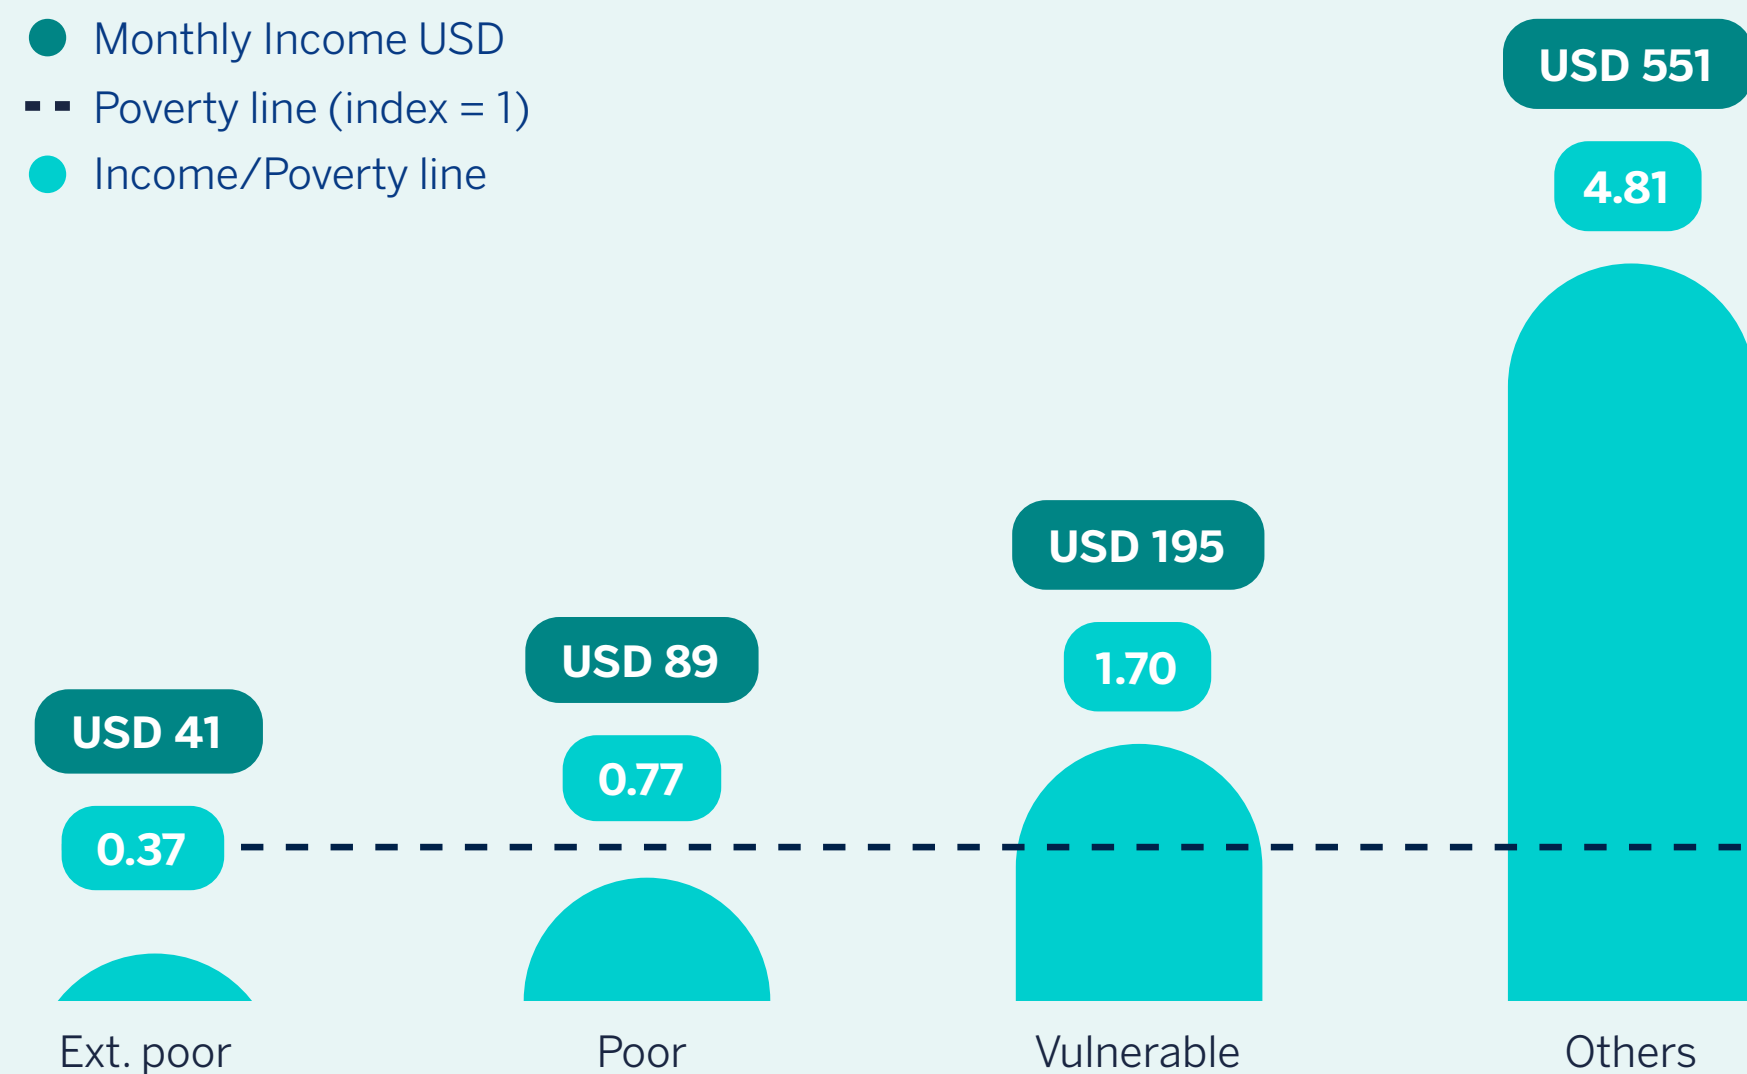 Monthly Income USD
Poverty line (index = 1)
Income/Poverty line
USD 551
4.81
USD 195
1.70
USD 89
0.77
USD 41
0.37
Ext. poor
Poor
Vulnerable
Others